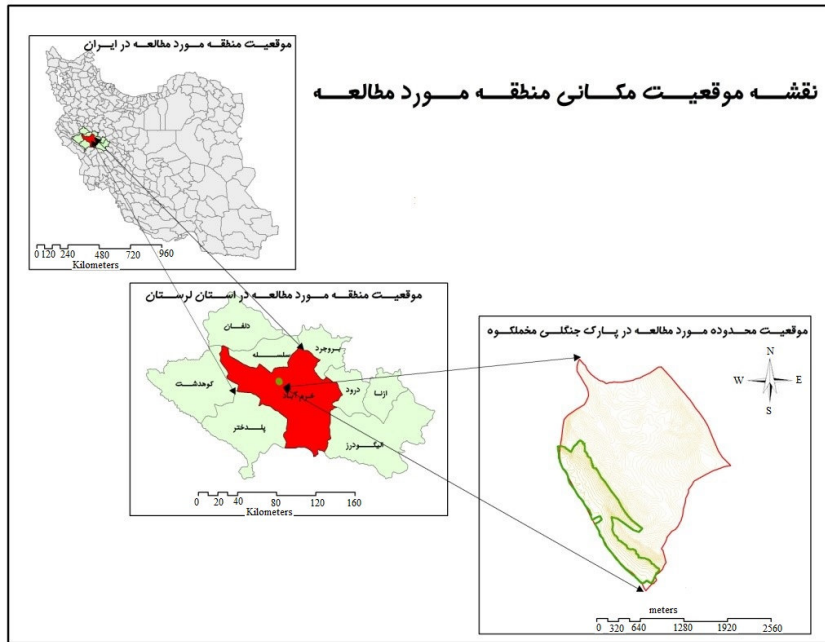 نقشه موقعیت مکانی منطقه مورد مطالعه
موقعیت منطقه مورد مطالعه در ایران
0 120 240 480 720 960
Kilometers
موقعیت منطقه مورد مطالعه در استان لرستان
دلفان
بروجرد
سلسله
کوهدشت
درود
ازنا
خرم آباد
پلدختر
الیگودرز
0 10 20 40 80 120 160
Kilometers
موقعیت محدوده مورد مطالعه در پارک جنگلی مخملکوه
N
W E
S
meters
0 320 640 1280 1920 2560